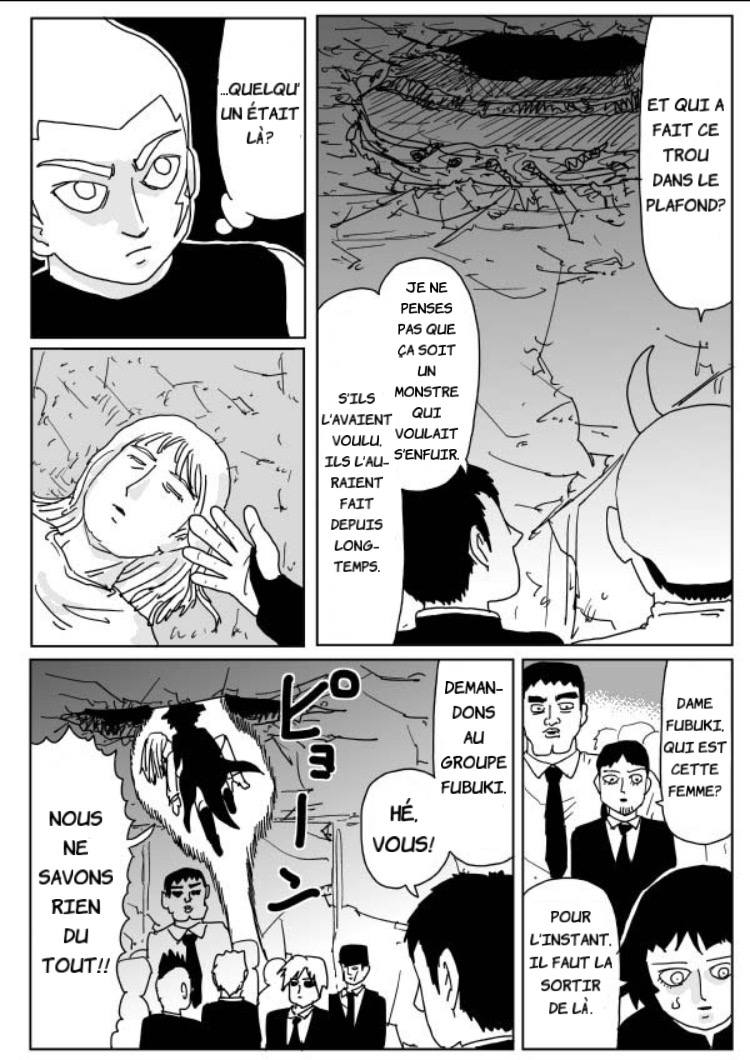 ET QUI A
FAIT CE
TROU
DANS LE
PLAFOND?
JE NE
PENSES
PAS QUE
ÇA SOIT
UN
MONSTRE
QUI
VOULAIT
S'ENFUIR.
S'ILS
L'AVAIENT
VOULU,
ILS L'AU-
RAIENT
FAIT
DEPUIS
LONG-
TEMPS.
...QUELQU'
UN ÉTAIT
LÀ?
DAME
FUBUKI,
QUI EST
CETTE
FEMME?
POUR
L'INSTANT,
IL FAUT LA
SORTIR
DE LÀ.
DEMAN-
DONS
AU
GROUPE
FUBUKI.
HÉ,
VOUS!
ピョーン
NOUS
NE
SAVONS
RIEN
DU
TOUT!!